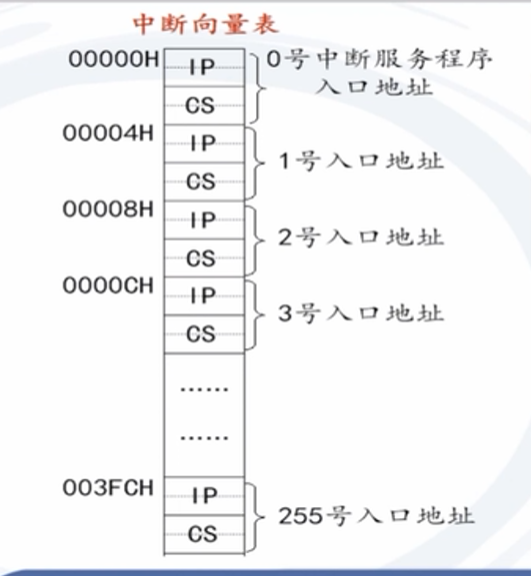 中断向量表
00000H IP 0号中断服务程序
CS 入口地址
00004H IP
1号入口地址
CS
00008H IP
2号入口地址
CS
0000CH IP
3号入口地址
CS
······
······
003FCH IP
255号入口地址
CS